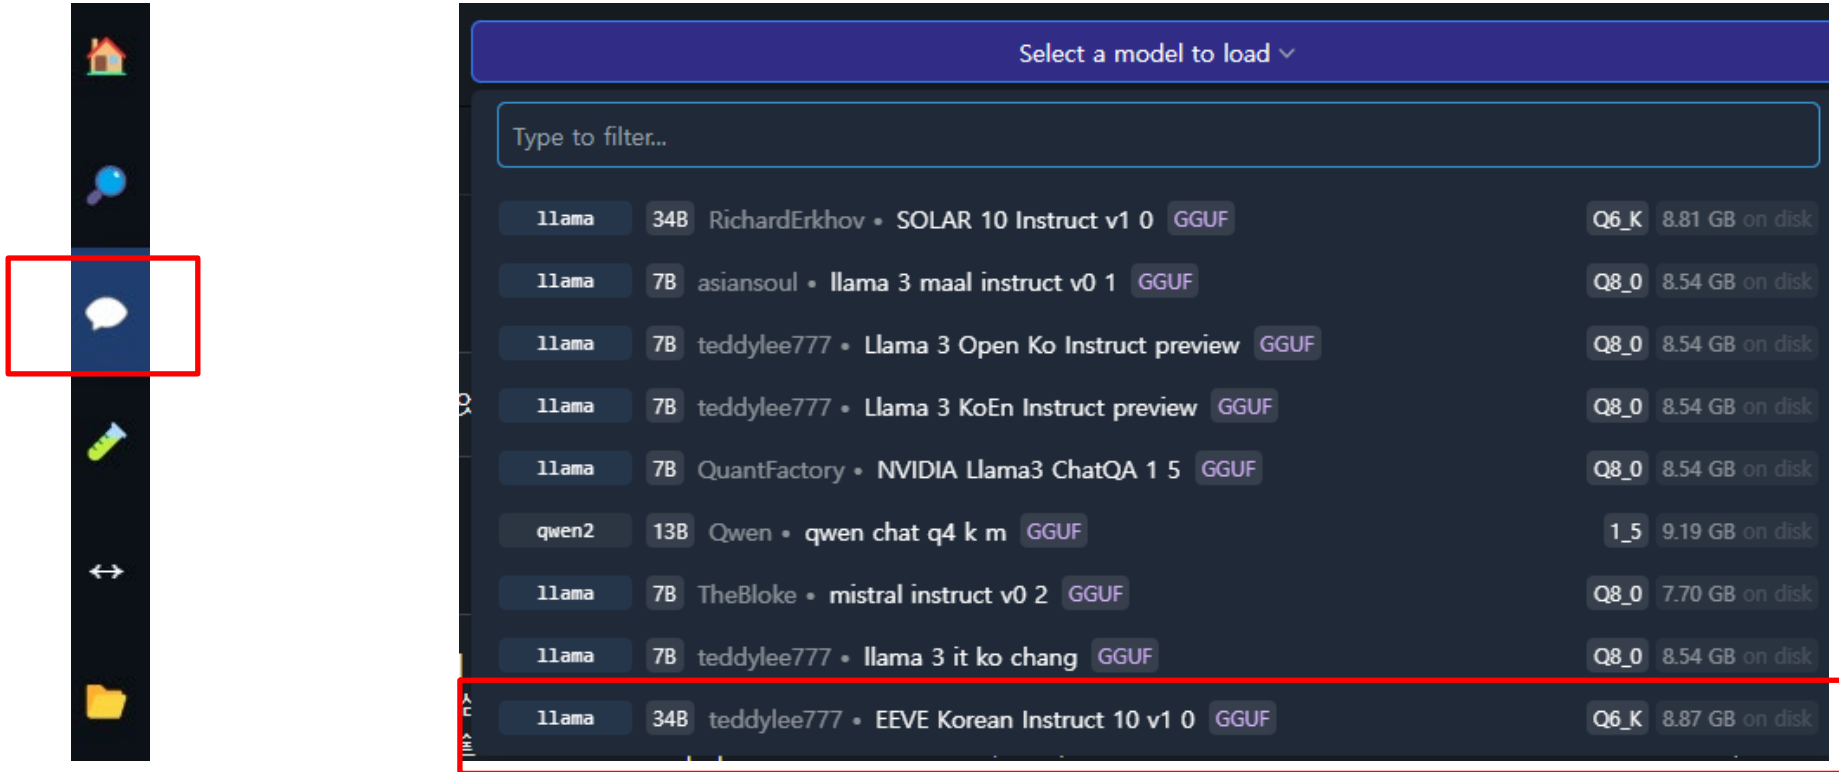 Select a model to load
Type to filter...
llama 34B RichardErkhov • SOLAR 10 Instruct v1 0 GGUF Q6_K 8.81 GB on disk
llama 7B asiansoul • llama 3 maal instruct v0 1 GGUF Q8_0 8.54 GB on disk
llama 7B teddylee777 • Llama 3 Open Ko Instruct preview GGUF Q8_0 8.54 GB on disk
llama 7B teddylee777 • Llama 3 KoEn Instruct preview GGUF Q8_0 8.54 GB on disk
llama 7B QuantFactory • NVIDIA Llama3 ChatQA 1 5 GGUF Q8_0 8.54 GB on disk
qwen2 13B Qwen • qwen chat q4 k m GGUF 1_5 9.19 GB on disk
llama 7B TheBloke • mistral instruct v0 2 GGUF Q8_0 7.70 GB on disk
llama 7B teddylee777 • llama 3 it ko chang GGUF Q8_0 8.54 GB on disk
llama 34B teddylee777 • EEVE Korean Instruct 10 v1 0 GGUF Q6_K 8.87 GB on disk